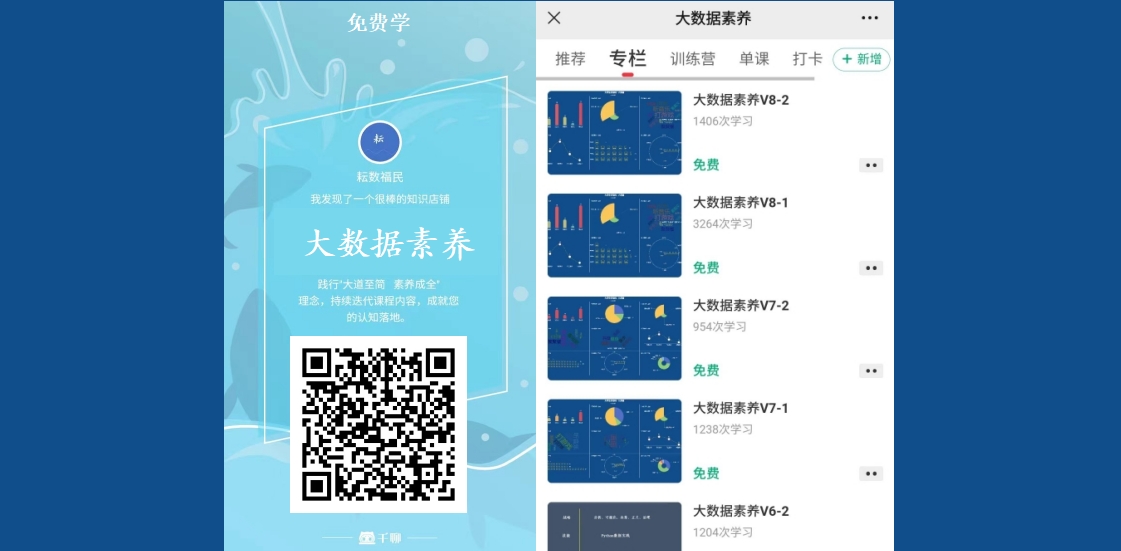 免费学
耘
耘数福民
我发现了一个很棒的知识店铺
大数据素养
践行"大道至简 素养成全"
理念，持续迭代课程内容，成就您
的认知落地。
千聊
大数据素养
推荐 专栏 训练营 单课 打卡 + 新增
大数据素养V8-2
1406次学习
免费
大数据素养V8-1
3264次学习
免费
大数据素养V7-2
954次学习
免费
大数据素养V7-1
1238次学习
免费
大数据素养V6-2
1204次学习